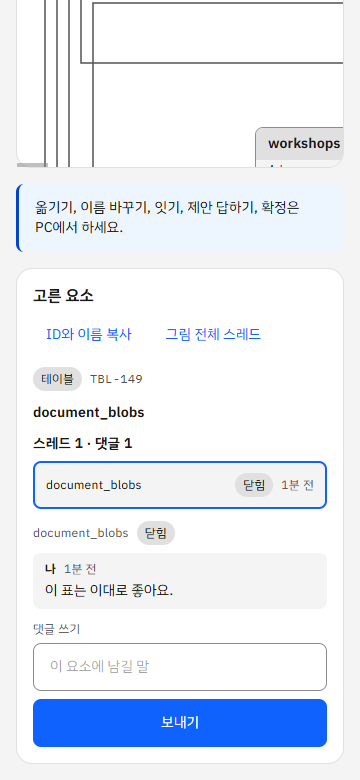 workshops
옮기기, 이름 바꾸기, 잇기, 제안 답하기, 확정은
PC에서 하세요.
고른 요소
ID와 이름 복사
그림 전체 스레드
테이블 TBL-149
document_blobs
스레드 1 · 댓글 1
document_blobs 닫힘 1분 전
document_blobs 닫힘
나 1분 전
이 표는 이대로 좋아요.
댓글 쓰기
이 요소에 남길 말
보내기